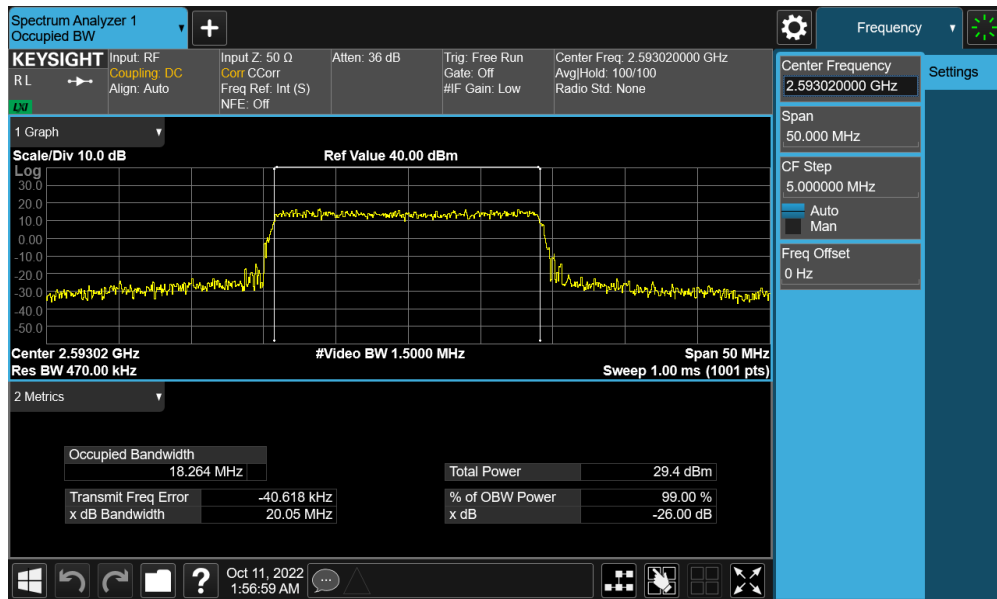 Spectrum Analyzer 1
Occupied BW
+
Frequency
KEYSIGHT
R L
LXI
Input: RF
Coupling: DC
Align: Auto
Input Z: 50 Ω
Corr CCorr
Freq Ref: Int (S)
NFE: Off
Atten: 36 dB
Trig: Free Run
Gate: Off
#IF Gain: Low
Center Freq: 2.593020000 GHz
Avg|Hold: 100/100
Radio Std: None
Center Frequency
2.593020000 GHz
Settings
Span
50.000 MHz
CF Step
5.000000 MHz
Auto
Man
Freq Offset
0 Hz
1 Graph
Scale/Div 10.0 dB
Ref Value 40.00 dBm
Log
30.0
20.0
10.0
0.00
-10.0
-20.0
-30.0
-40.0
-50.0
Center 2.59302 GHz
#Video BW 1.5000 MHz
Span 50 MHz
Res BW 470.00 kHz
Sweep 1.00 ms (1001 pts)
2 Metrics
Occupied Bandwidth
18.264 MHz
Total Power 29.4 dBm
Transmit Freq Error -40.618 kHz
% of OBW Power 99.00 %
x dB Bandwidth 20.05 MHz
x dB -26.00 dB
?
Oct 11, 2022
1:56:59 AM